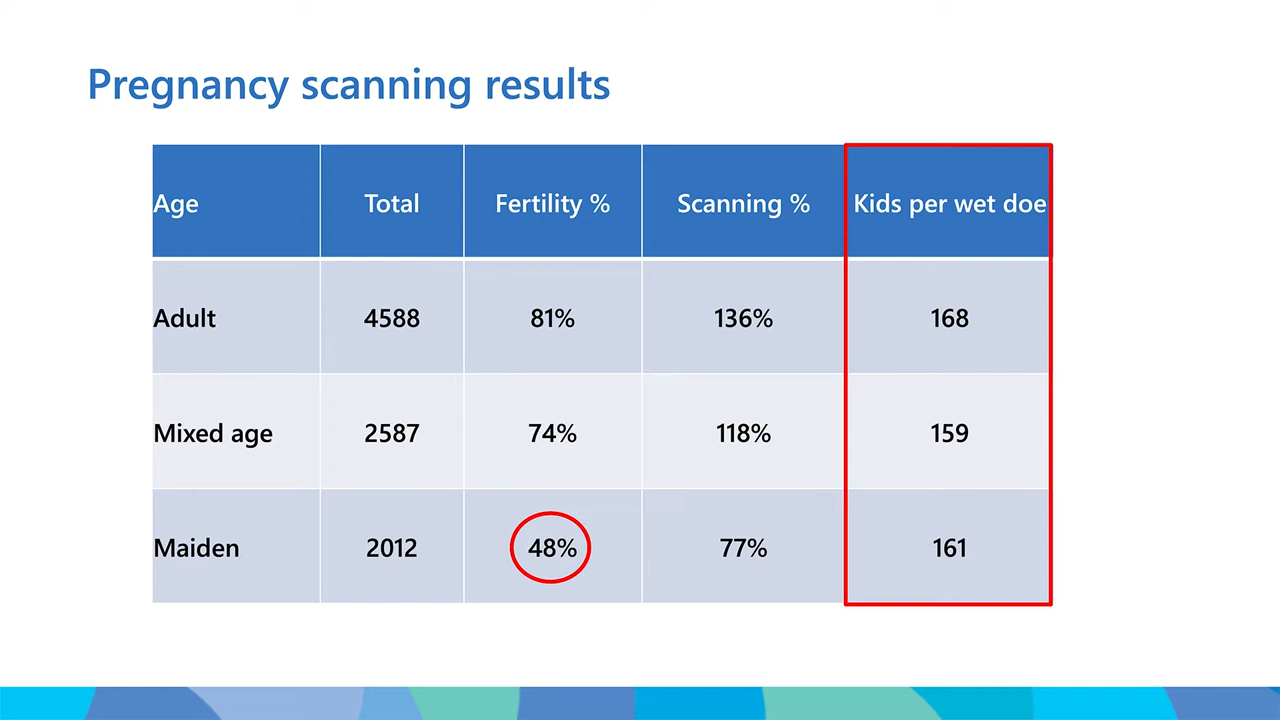 Pregnancy scanning results
Age Total Fertility % Scanning % Kids per wet doe
Adult 4588 81% 136% 168
Mixed age 2587 74% 118% 159
Maiden 2012 48% 77% 161